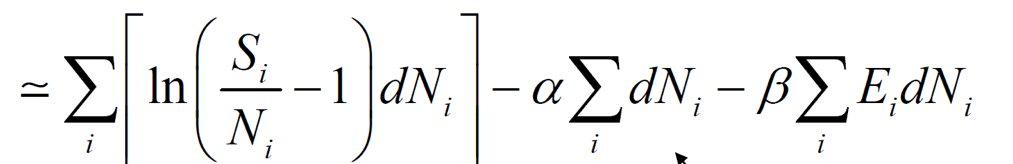 ≃ ∑_i [ ln( S_i / N_i − 1 ) dN_i ] − α ∑_i dN_i − β ∑_i E_i dN_i